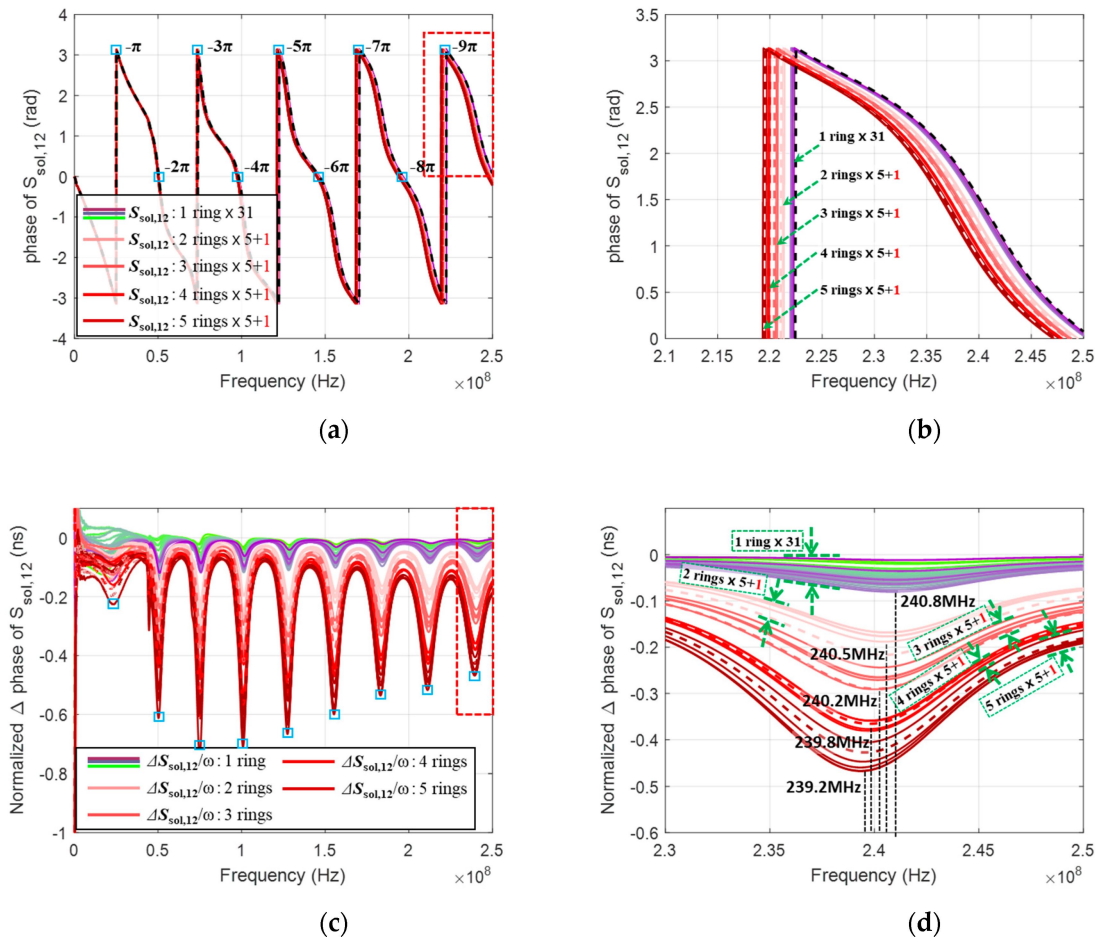 4
3
2
1
0
-1
-2
-3
-4
phase of S_sol,12 (rad)
-π
-3π
-5π
-7π
-9π
-2π
-4π
-6π
-8π
S_sol,12 : 1 ring x 31
S_sol,12 : 2 rings x 5+1
S_sol,12 : 3 rings x 5+1
S_sol,12 : 4 rings x 5+1
S_sol,12 : 5 rings x 5+1
0 0.5 1 1.5 2 2.5
Frequency (Hz) ×10^8
(a)
3.5
3
2.5
2
1.5
1
0.5
0
phase of S_sol,12 (rad)
1 ring x 31
2 rings x 5+1
3 rings x 5+1
4 rings x 5+1
5 rings x 5+1
2.1 2.15 2.2 2.25 2.3 2.35 2.4 2.45 2.5
Frequency (Hz) ×10^8
(b)
0
-0.2
-0.4
-0.6
-0.8
-1
Normalized Δ phase of S_sol,12 (ns)
ΔS_sol,12/ω: 1 ring
ΔS_sol,12/ω: 2 rings
ΔS_sol,12/ω: 3 rings
ΔS_sol,12/ω: 4 rings
ΔS_sol,12/ω: 5 rings
0 0.5 1 1.5 2 2.5
Frequency (Hz) ×10^8
(c)
0
-0.1
-0.2
-0.3
-0.4
-0.5
-0.6
Normalized Δ phase of S_sol,12 (ns)
1 ring x 31
2 rings x 5+1
3 rings x 5+1
4 rings x 5+1
5 rings x 5+1
240.8MHz
240.5MHz
240.2MHz
239.8MHz
239.2MHz
2.3 2.35 2.4 2.45 2.5
Frequency (Hz) ×10^8
(d)